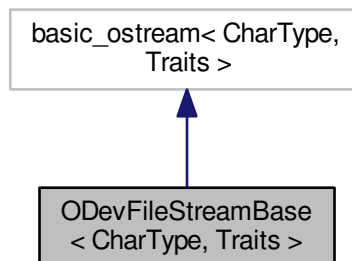 basic_ostream< CharType,
Traits >
ODevFileStreamBase
< CharType, Traits >